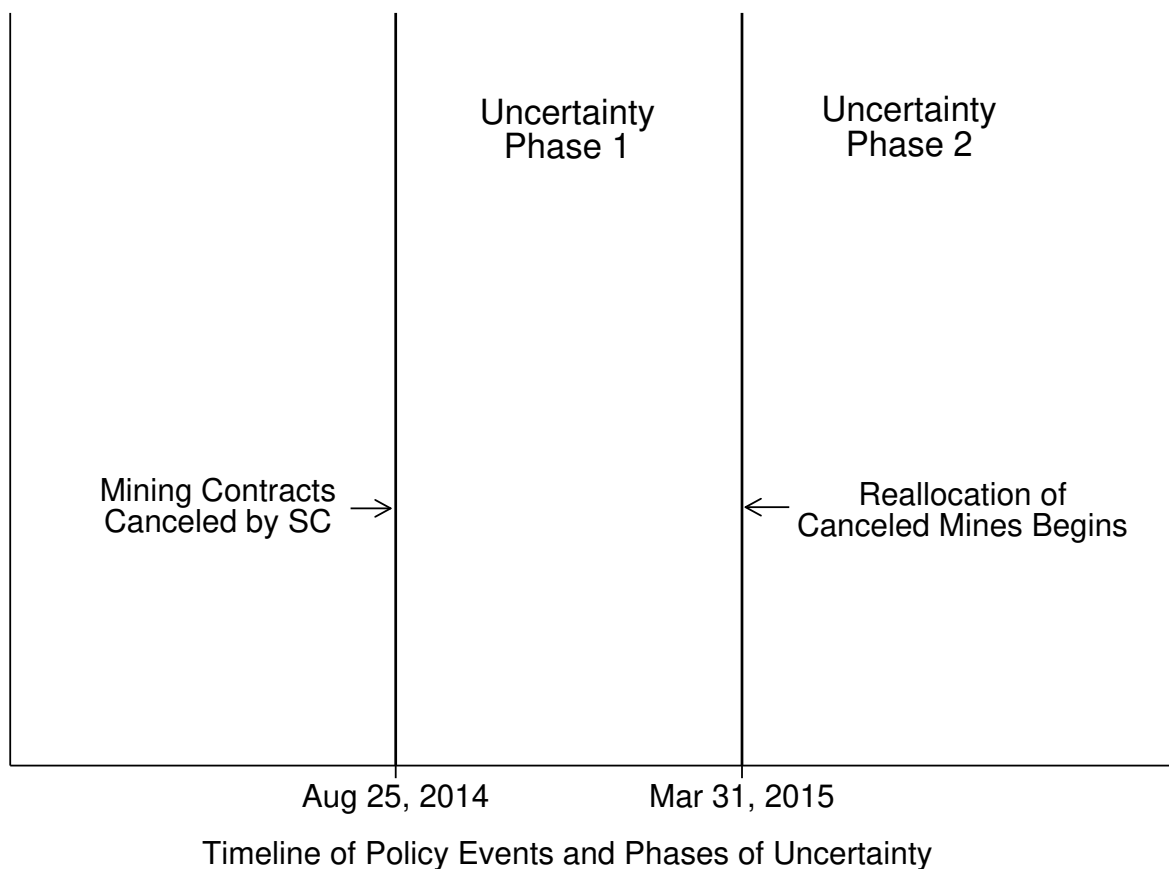 Uncertainty
Phase 1
Uncertainty
Phase 2
Mining Contracts
Canceled by SC
Reallocation of
Canceled Mines Begins
Aug 25, 2014
Mar 31, 2015
Timeline of Policy Events and Phases of Uncertainty